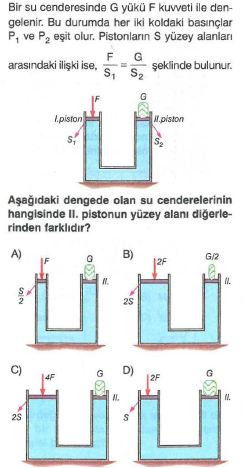 Bir su cenderesinde G yükü F kuvveti ile den-
gelenir. Bu durumda her iki koldaki basınçlar
P₁ ve P₂ eşit olur. Pistonların S yüzey alanları
arasındaki ilişki ise, F/S₁ = G/S₂ şeklinde bulunur.
F G
I.piston II.piston
S₁ S₂
Aşağıdaki dengede olan su cenderelerinin
hangisinde II. pistonun yüzey alanı diğerle-
rinden farklıdır?
A) F G II. S/2
B) 2F G/2 II. 2S
C) 4F G II. 2S
D) 2F G II. S